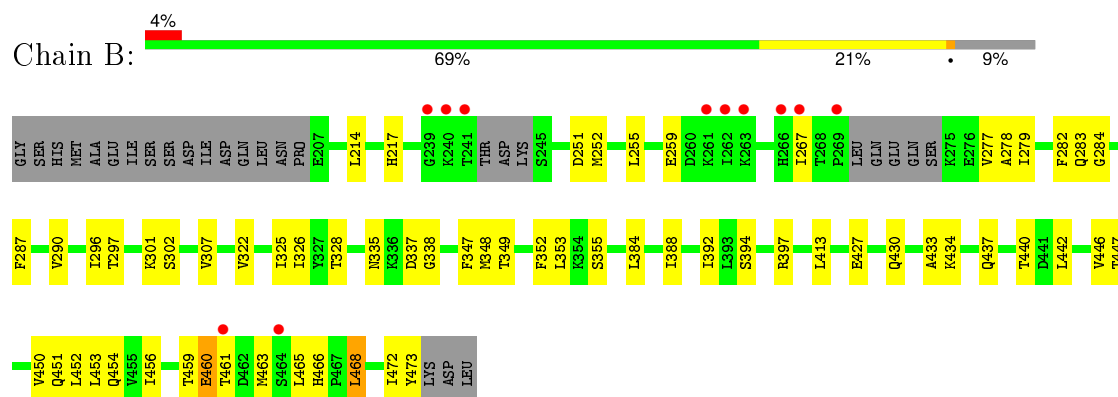 4%
Chain B:
69% 21% • 9%
GLY SER HIS MET ALA GLU ILE SER SER ASP ILE ASP GLN LEU ASN PRO E207 L214 H217 G239 K240 T241 THR ASP LYS S245 D251 M252 L255 E259 D260 K261 I262 K263 H266 I267 T268 P269 LEU GLN GLU GLN SER K275 E276 V277 A278 I279 F282 Q283 G284
F287 V290 I296 T297 K301 S302 V307 V322 I325 I326 Y327 T328 N335 K336 D337 G338 F347 M348 T349 F352 L353 K354 S355 L384 I388 I392 L393 S394 R397 L413 E427 Q430 A433 K434 Q437 T440 D441 L442 V446 T447
V450 Q451 L452 L453 Q454 V455 I456 T459 E460 T461 D462 M463 S464 L465 H466 P467 L468 I472 Y473 LYS ASP LEU